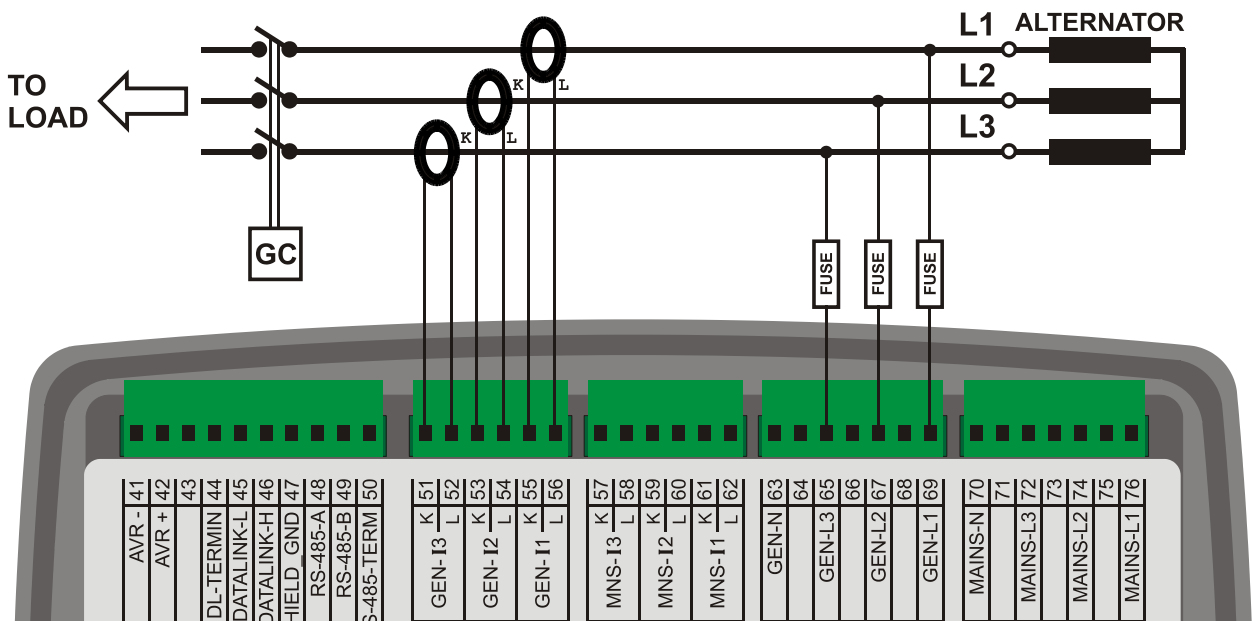 L1 ALTERNATOR
L2
L3
TO
LOAD
K L
K L
GC
FUSE FUSE FUSE
41 42 43 44 45 46 47 48 49 50
AVR -
AVR +
DL-TERMIN
DATALINK-L
DATALINK-H
HIELD_GND
RS-485-A
RS-485-B
S-485-TERM
51 52 53 54 55 56
K L K L K L
GEN-I3 GEN-I2 GEN-I1
57 58 59 60 61 62
K L K L K L
MNS-I3 MNS-I2 MNS-I1
63 64 65 66 67 68 69
GEN-N GEN-L3 GEN-L2 GEN-L1
70 71 72 73 74 75 76
MAINS-N MAINS-L3 MAINS-L2 MAINS-L1